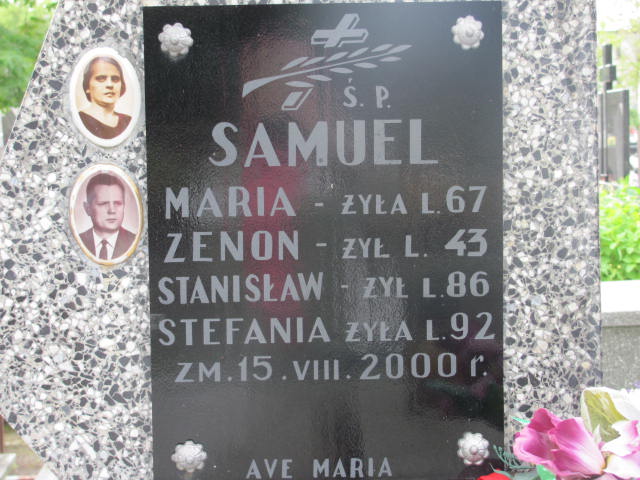 Ś. P.
SAMUEL
MARIA - ŻYŁA L. 67
ZENON - ŻYŁ L. 43
STANISŁAW - ŻYŁ L. 86
STEFANIA ŻYŁA L. 92
ZM. 15. VIII. 2000 r.
AVE MARIA